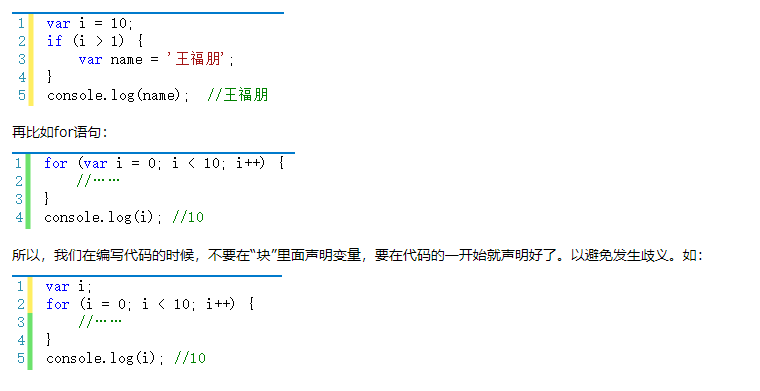 1 var i = 10;
2 if (i > 1) {
3     var name = '王福朋';
4 }
5 console.log(name);  //王福朋
再比如for语句：
1 for (var i = 0; i < 10; i++) {
2     //……
3 }
4 console.log(i); //10
所以，我们在编写代码的时候，不要在“块”里面声明变量，要在代码的一开始就声明好了。以避免发生歧义。如：
1 var i;
2 for (i = 0; i < 10; i++) {
3     //……
4 }
5 console.log(i); //10